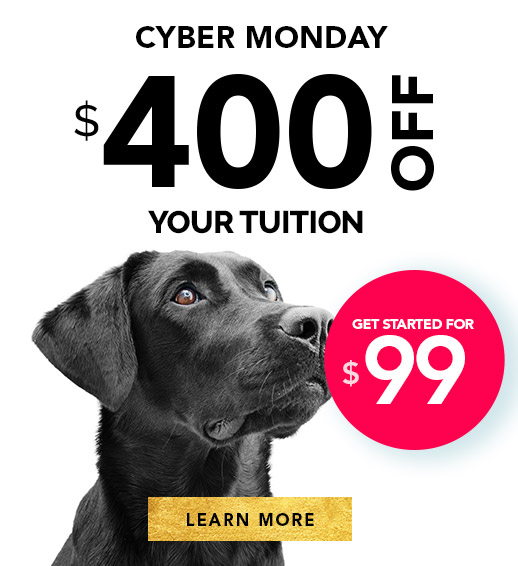 CYBER MONDAY
$400 OFF
YOUR TUITION
GET STARTED FOR
$99
LEARN MORE